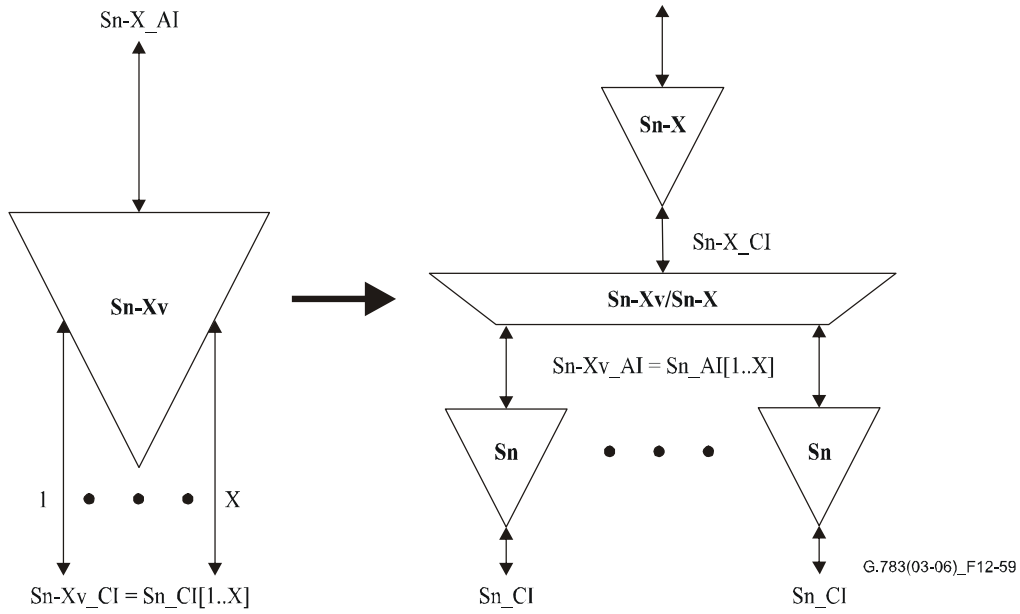 Sn-X_AI
Sn-Xv
1
X
Sn-Xv_CI = Sn_CI[1..X]
Sn-X
Sn-X_CI
Sn-Xv/Sn-X
Sn-Xv_AI = Sn_AI[1..X]
Sn
Sn
Sn_CI
Sn_CI
G.783(03-06)_F12-59